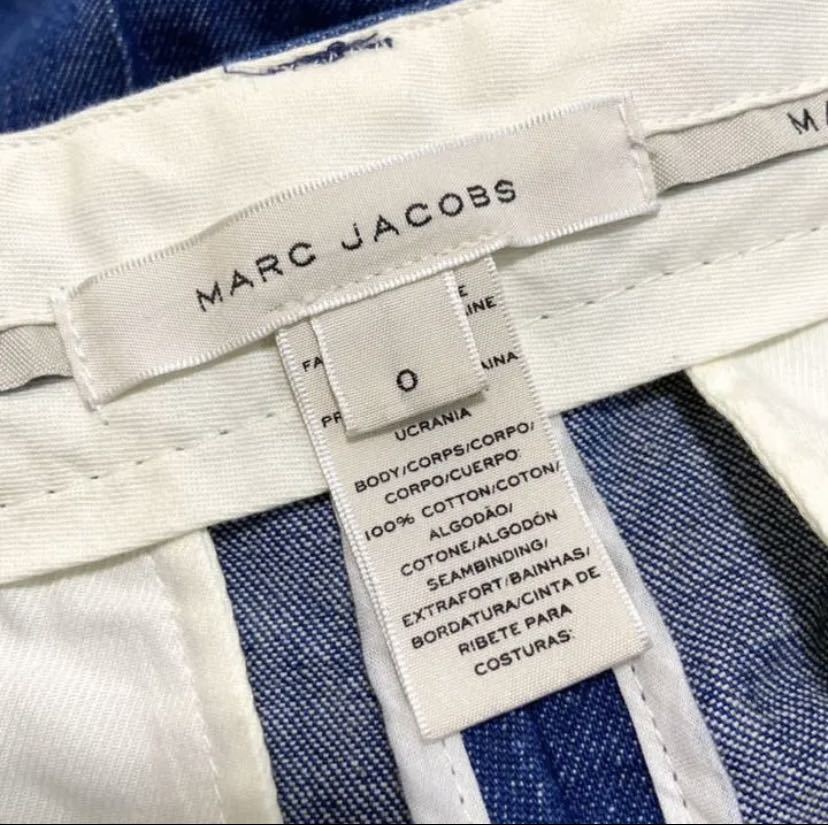 MARC JACOBS
0
UCRANIA
BODY/CORPS/CORPO/
CORPO/CUERPO:
100% COTTON/COTON/
ALGODÃO/
COTONE/ALGODÓN
SEAMBINDING/
EXTRAFORT/BAINHAS/
BORDATURA/CINTA DE
RIBETE PARA
COSTURAS: